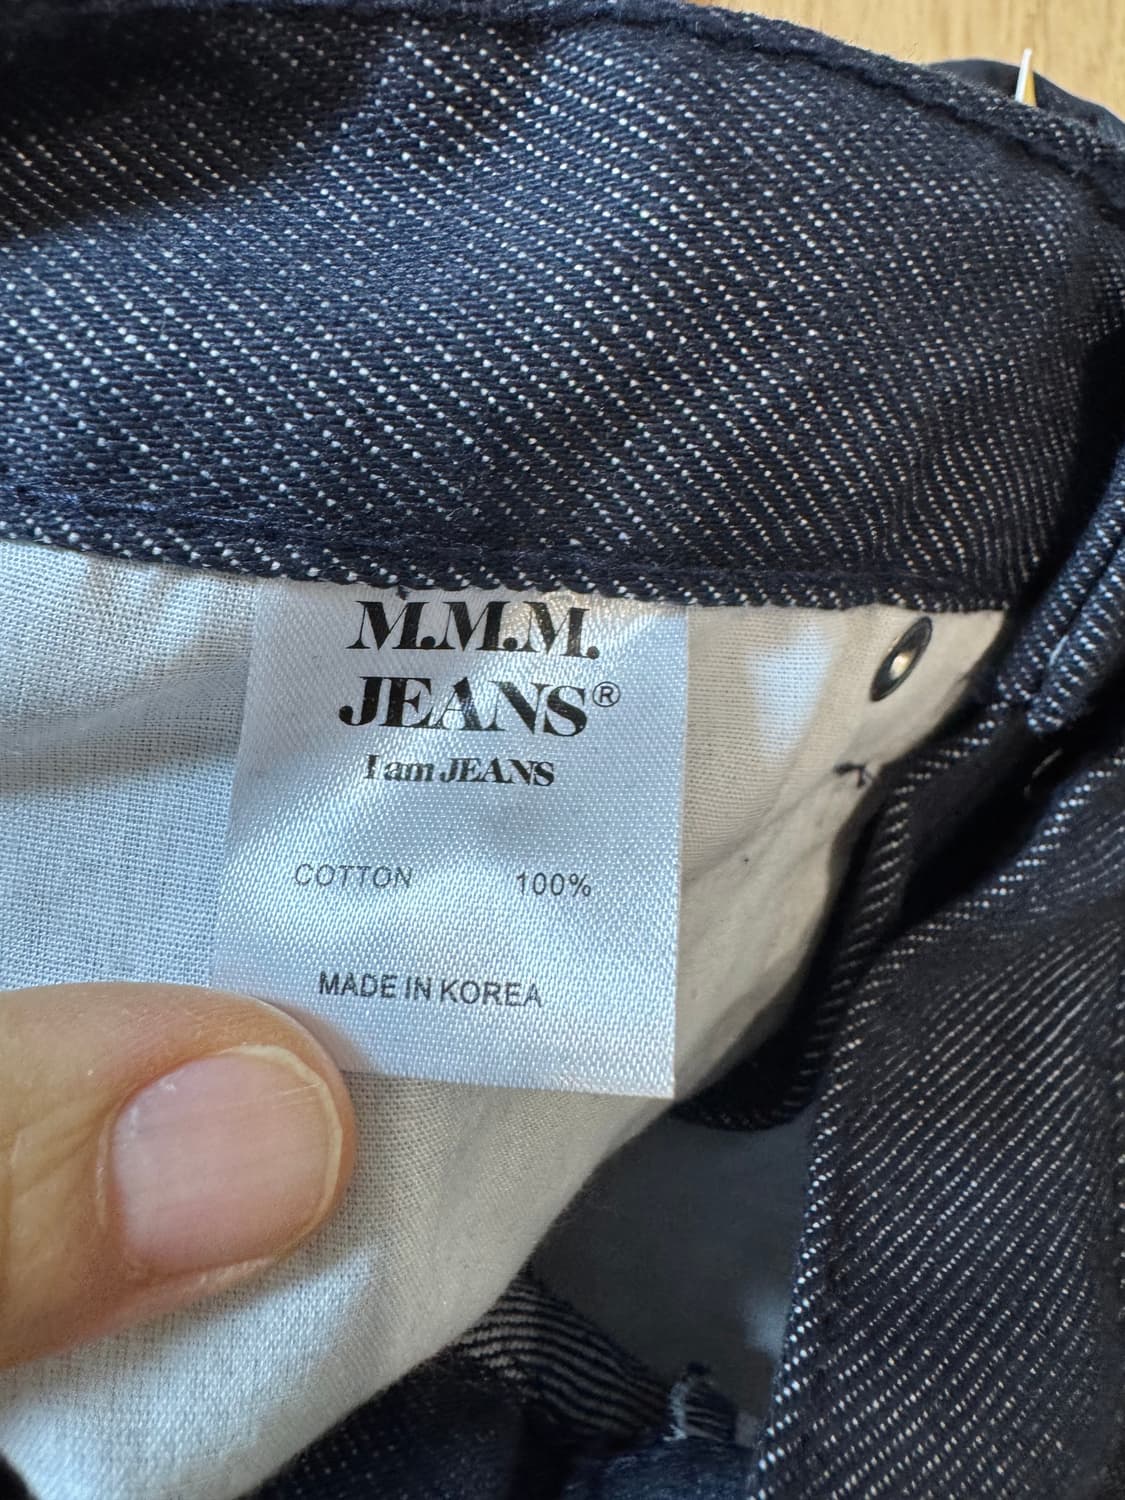 M.M.M.
JEANS®
I am JEANS
COTTON 100%
MADE IN KOREA